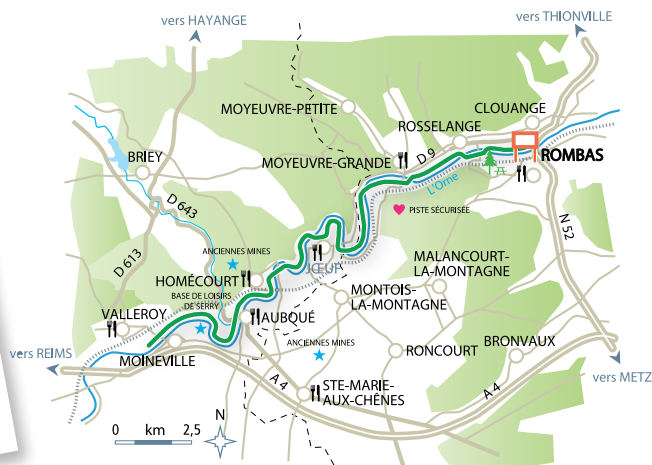 vers HAYANGE
vers THIONVILLE
MOYEUVRE-PETITE
CLOUANGE
ROSSELANGE
BRIEY
MOYEUVRE-GRANDE
D 9
ROMBAS
L'Orne
D 643
PISTE SÉCURISÉE
N 52
ANCIENNES MINES
D 613
JŒUF
MALANCOURT-
LA-MONTAGNE
HOMÉCOURT
BASE DE LOISIRS
DE SERRY
MONTOIS-
LA-MONTAGNE
VALLEROY
AUBOUÉ
vers REIMS
MOINEVILLE
ANCIENNES MINES
RONCOURT
BRONVAUX
vers METZ
A 4
STE-MARIE-
AUX-CHÊNES
A 4
N
0 km 2,5